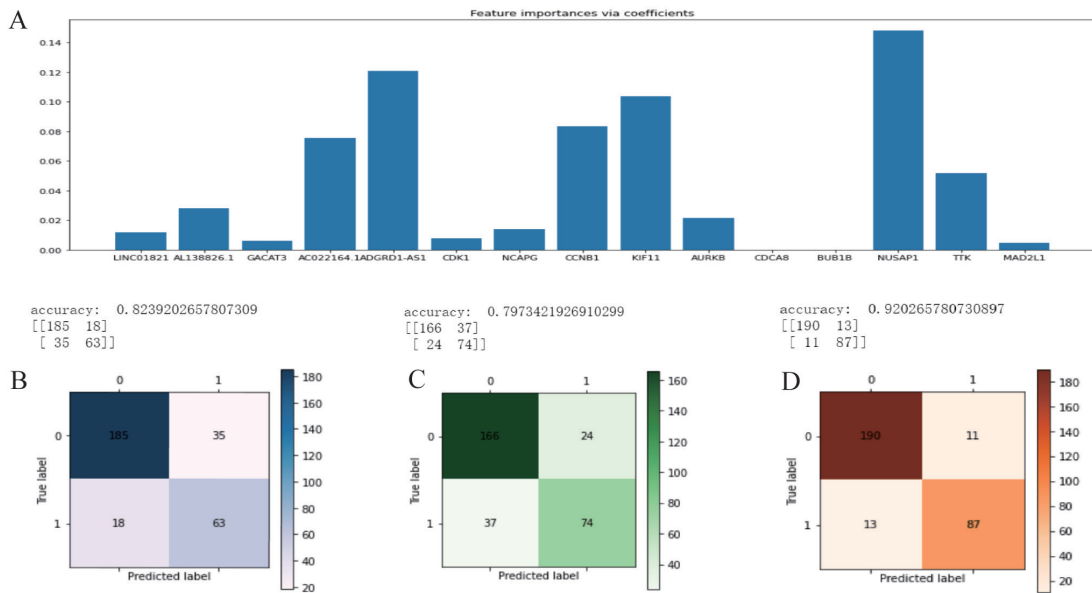 A
Feature importances via coefficients
0.14
0.12
0.10
0.08
0.06
0.04
0.02
0.00
LINC01821 AL138826.1 GACAT3 AC022164.1 ADGRD1-AS1 CDK1 NCAPG CCNB1 KIF11 AURKB CDCA8 BUB1B NUSAP1 TTK MAD2L1
accuracy: 0.8239202657807309
[[185 18]
[ 35 63]]
accuracy: 0.7973421926910299
[[166 37]
[ 24 74]]
accuracy: 0.920265780730897
[[190 13]
[ 11 87]]
B
0 1
0
1
True label
185 35
18 63
Predicted label
180
160
140
120
100
80
60
40
20
C
0 1
0
1
True label
166 24
37 74
Predicted label
160
140
120
100
80
60
40
D
0 1
0
1
True label
190 11
13 87
Predicted label
180
160
140
120
100
80
60
40
20